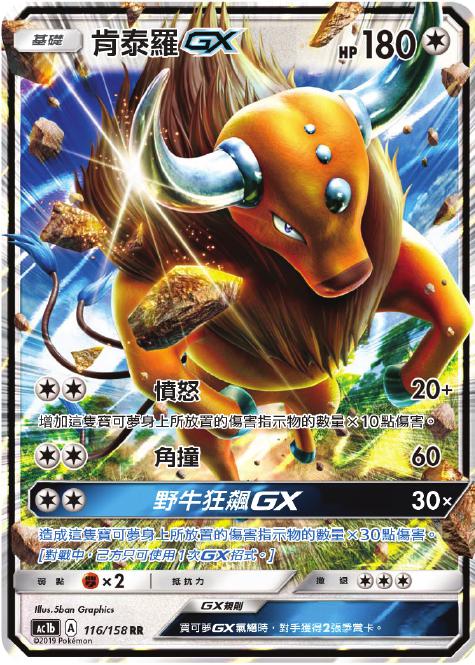 基礎 肯泰羅GX HP180
憤怒 20+
增加這隻寶可夢身上所放置的傷害指示物的數量×10點傷害。
角撞 60
野牛狂飆GX 30×
造成這隻寶可夢身上所放置的傷害指示物的數量×30點傷害。
[對戰中，己方只可使用1次GX招式。]
弱點 ×2 抵抗力 撤退
Illus.5ban Graphics GX規則
AC1b A 116/158 RR 寶可夢GX氣絕時，對手獲得2張獎賞卡。
©2019 Pokémon